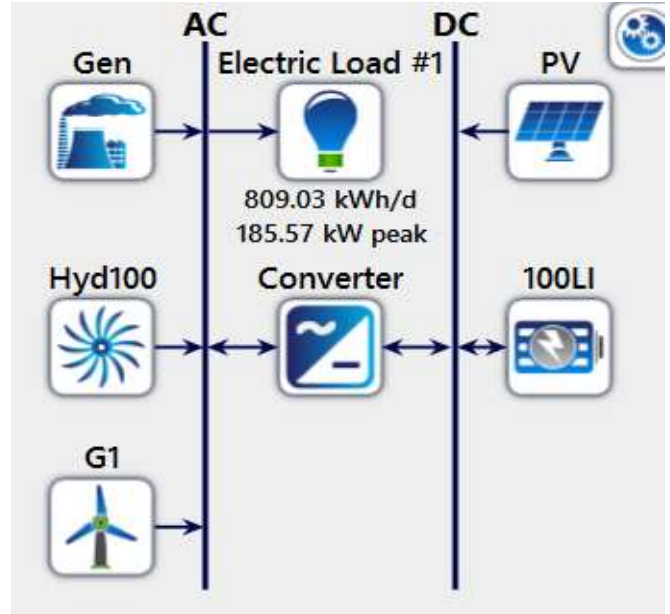 AC
DC
Gen
Electric Load #1
PV
809.03 kWh/d
185.57 kW peak
Hyd100
Converter
100LI
G1